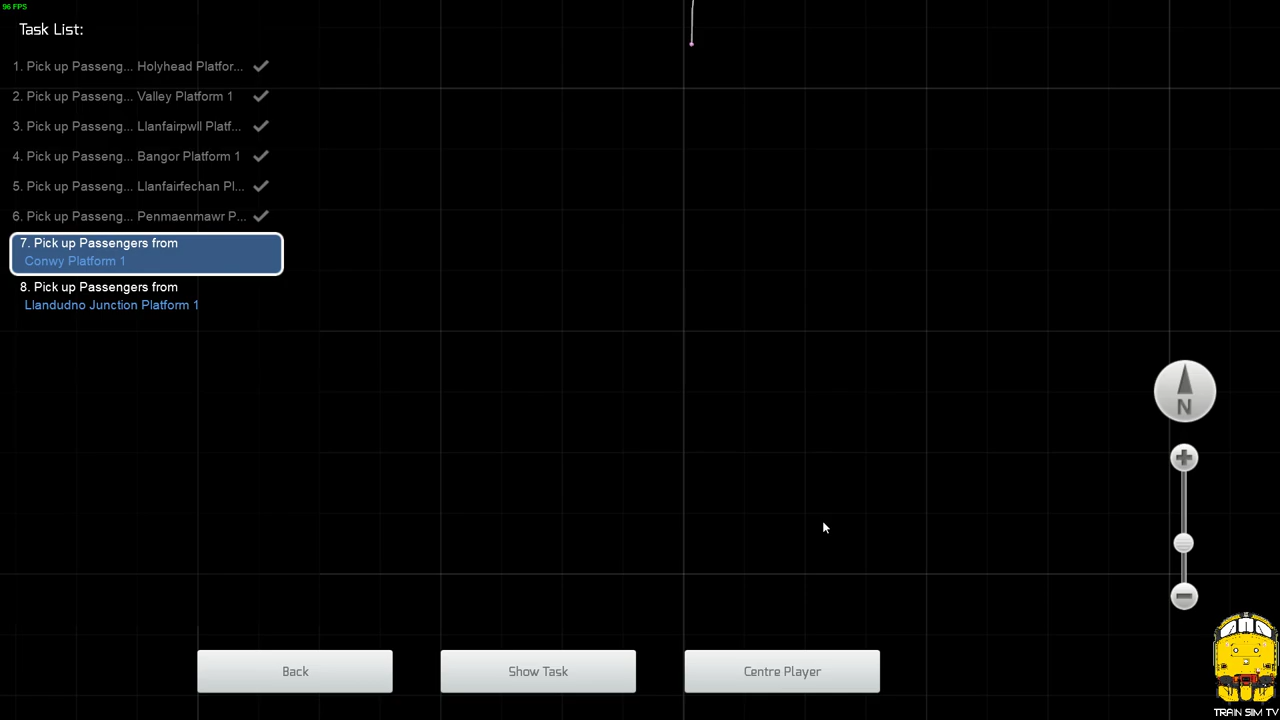 96 FPS
Task List:
1. Pick up Passeng... Holyhead Platfor...
2. Pick up Passeng... Valley Platform 1
3. Pick up Passeng... Llanfairpwll Platf...
4. Pick up Passeng... Bangor Platform 1
5. Pick up Passeng... Llanfairfechan Pl...
6. Pick up Passeng... Penmaenmawr P...
7. Pick up Passengers from
Conwy Platform 1
8. Pick up Passengers from
Llandudno Junction Platform 1
N
Back
Show Task
Centre Player
TRAIN SIM TV